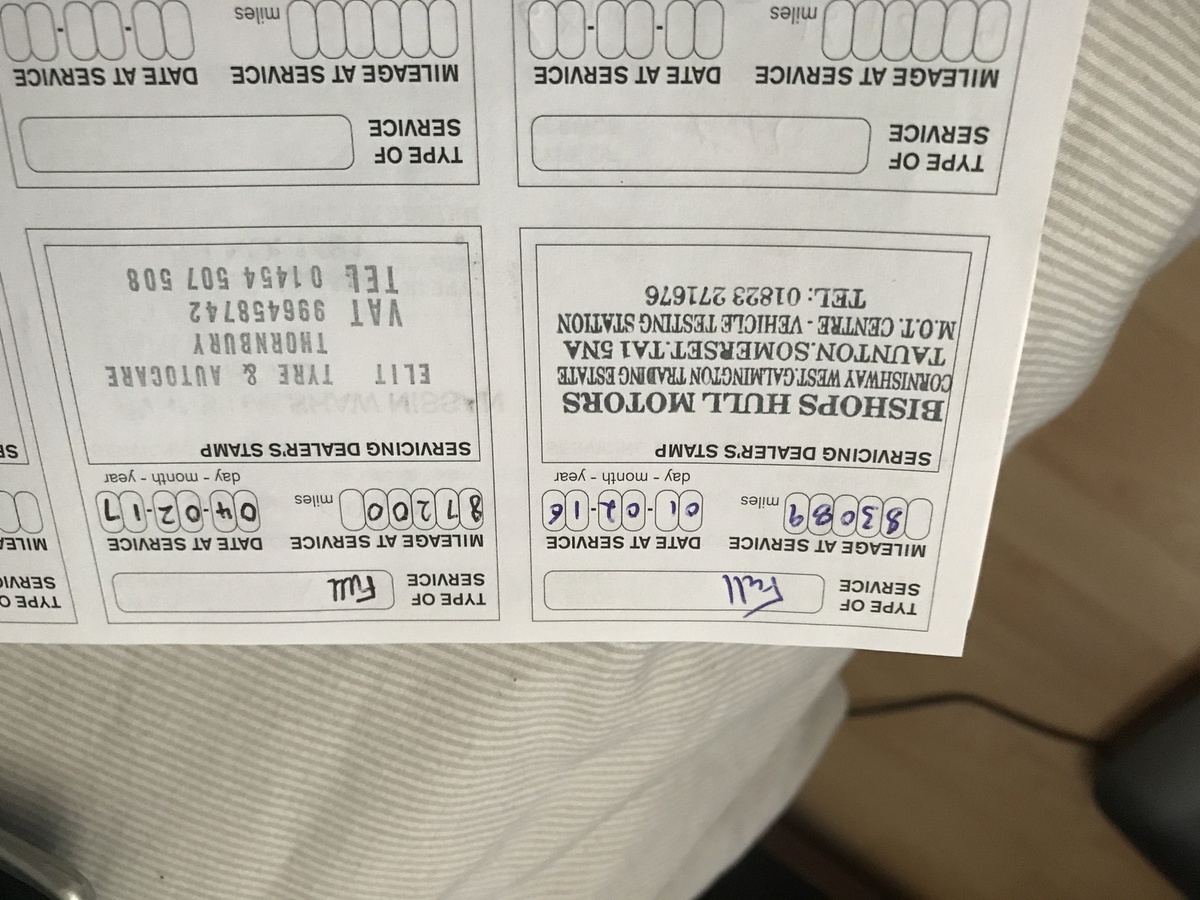 TYPE OF
SERVICE
Full
MILEAGE AT SERVICE
DATE AT SERVICE
83089 miles
01-02-16
day - month - year
SERVICING DEALER'S STAMP
BISHOPS HULL MOTORS
CORNISHWAY WEST.GALMINGTON TRADING ESTATE
TAUNTON.SOMERSET.TA1 5NA
M.O.T. CENTRE - VEHICLE TESTING STATION
TEL: 01823 271676
TYPE OF
SERVICE
Full
MILEAGE AT SERVICE
DATE AT SERVICE
87200 miles
04-02-17
day - month - year
SERVICING DEALER'S STAMP
ELIT TYRE & AUTOCARE
THORNBURY
VAT 996458742
TEL 01454 507 508
TYPE O
SERVIC
MILEA
SE
TYPE OF
SERVICE
MILEAGE AT SERVICE
DATE AT SERVICE
miles
TYPE OF
SERVICE
MILEAGE AT SERVICE
DATE AT SERVICE
miles